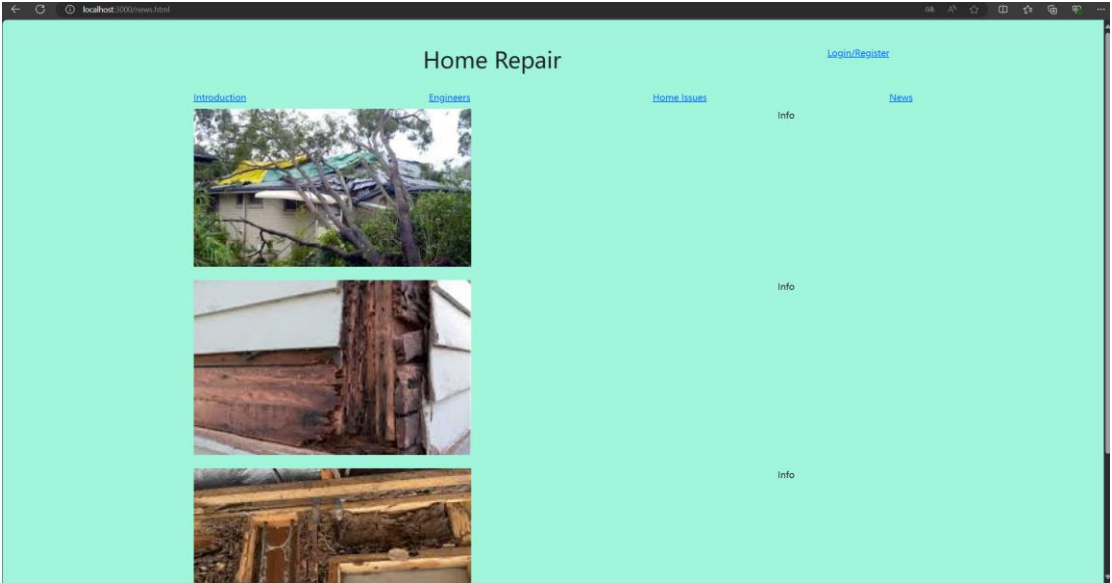 localhost:3000/news.html
Home Repair
Login/Register
Introduction Engineers Home Issues News
Info
Info
Info